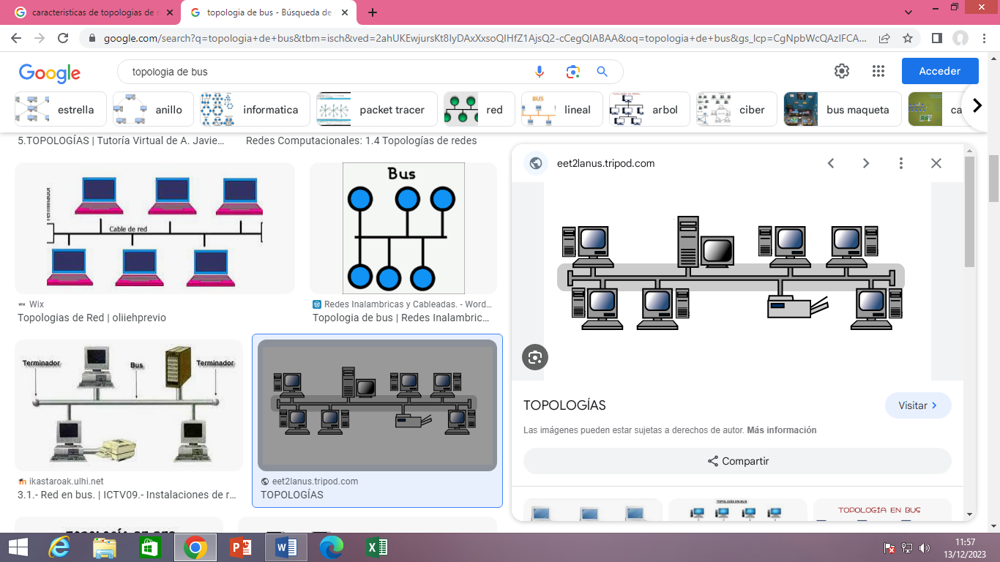 caracteristicas de topologias de r
topologia de bus - Búsqueda de
google.com/search?q=topologia+de+bus&tbm=isch&ved=2ahUKEwjursKt8IyDAxXxsoQIHfZ1AjsQ2-cCegQIABAA&oq=topologia+de+bus&gs_lcp=CgNpbWcQAzIFCA...
Google
topologia de bus
Acceder
estrella
anillo
informatica
packet tracer
red
lineal
arbol
ciber
bus maqueta
ca
5.TOPOLOGÍAS | Tutoría Virtual de A. Javie...
Redes Computacionales: 1.4 Topologías de redes
Cable de red
Wix
Topologias de Red | oliiehprevio
Bus
Redes Inalambricas y Cableadas. - Word...
Topologia de bus | Redes Inalambric...
Terminador
Bus
Terminador
ikastaroak.ulhi.net
3.1.- Red en bus. | ICTV09.- Instalaciones de r...
eet2lanus.tripod.com
TOPOLOGÍAS
eet2lanus.tripod.com
TOPOLOGÍAS
Visitar
Las imágenes pueden estar sujetas a derechos de autor. Más información
Compartir
TOPOLOGÍA EN BUS
TOPOLOGÍA EN BUS
11:57
13/12/2023